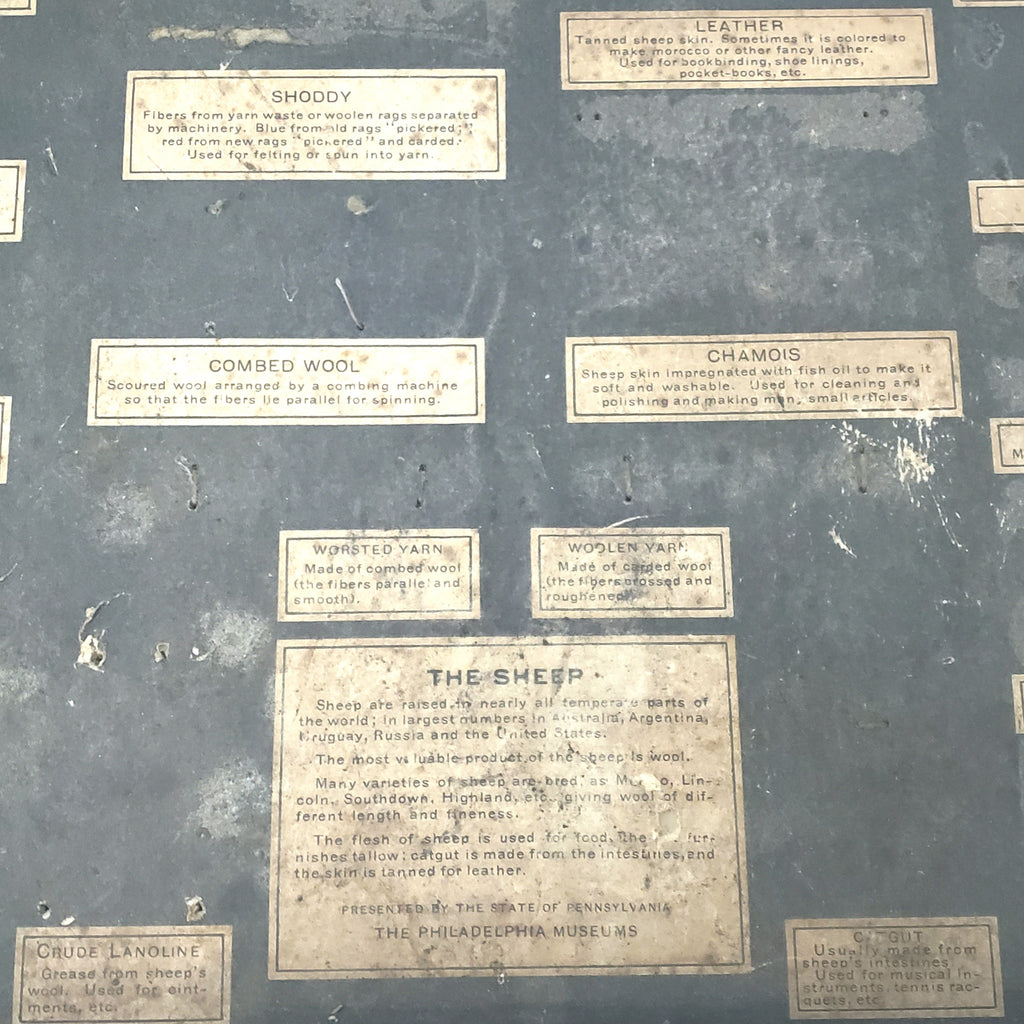 LEATHER
Tanned sheep skin. Sometimes it is colored to
make morocco or other fancy leather.
Used for bookbinding, shoe linings,
pocket-books, etc.
SHODDY
Fibers from yarn waste or woolen rags separated
by machinery. Blue from old rags "pickered;"
red from new rags "pickered" and carded.
Used for felting or spun into yarn.
COMBED WOOL
Scoured wool arranged by a combing machine
so that the fibers lie parallel for spinning.
CHAMOIS
Sheep skin impregnated with fish oil to make it
soft and washable. Used for cleaning and
polishing and making many small articles.
M
WORSTED YARN
Made of combed wool
(the fibers parallel and
smooth).
WOOLEN YARN
Made of carded wool
(the fibers crossed and
roughened).
THE SHEEP
Sheep are raised in nearly all temperate parts of
the world; in largest numbers in Australia, Argentina,
Uruguay, Russia and the United States.
The most valuable product of the sheep is wool.
Many varieties of sheep are bred, as Merino, Lin-
coln, Southdown, Highland, etc., giving wool of dif-
ferent length and fineness.
The flesh of sheep is used for food. The fur-
nishes tallow; catgut is made from the intestines, and
the skin is tanned for leather.
PRESENTED BY THE STATE OF PENNSYLVANIA
THE PHILADELPHIA MUSEUMS
CRUDE LANOLINE
Grease from sheep's
wool. Used for oint-
ments, etc.
CATGUT
Usually made from
sheep's intestines.
Used for musical in-
struments, tennis rac-
quets, etc.